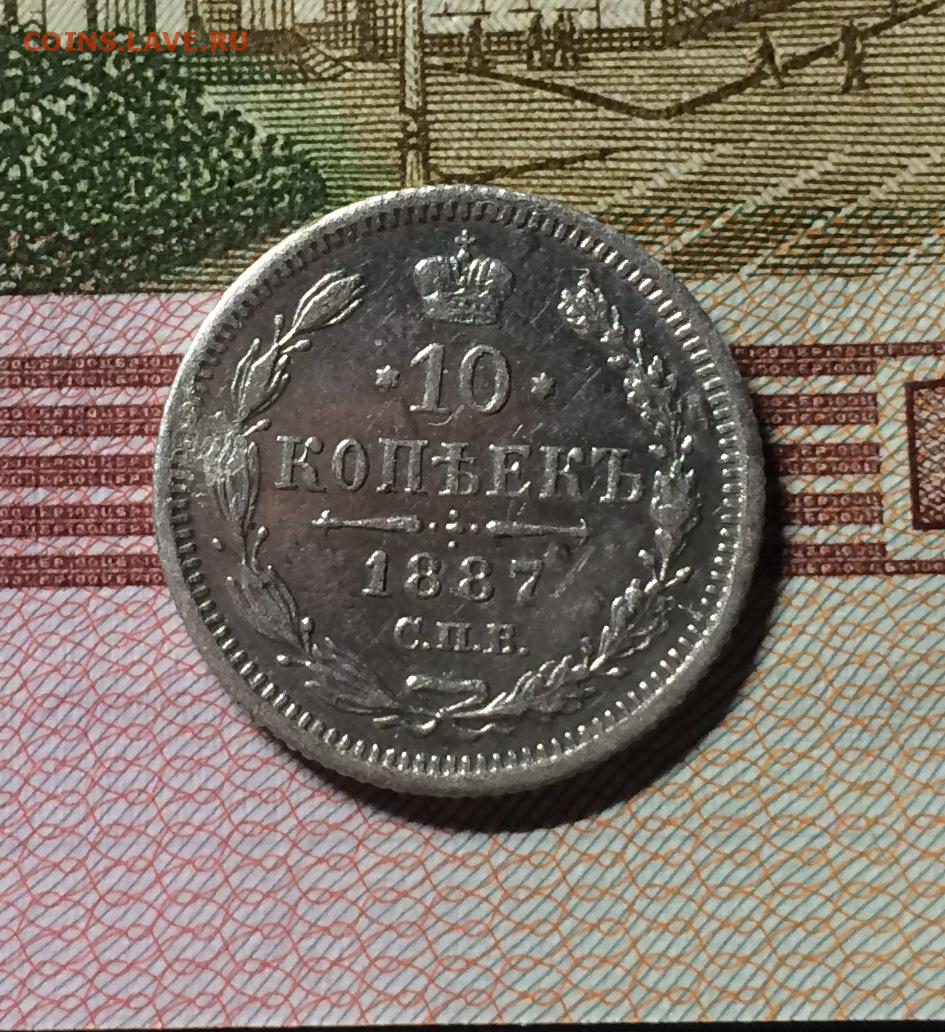 COINS.LAVE.RU
* 10 *
КОПѢЕКЪ
1887
С.П.Б.